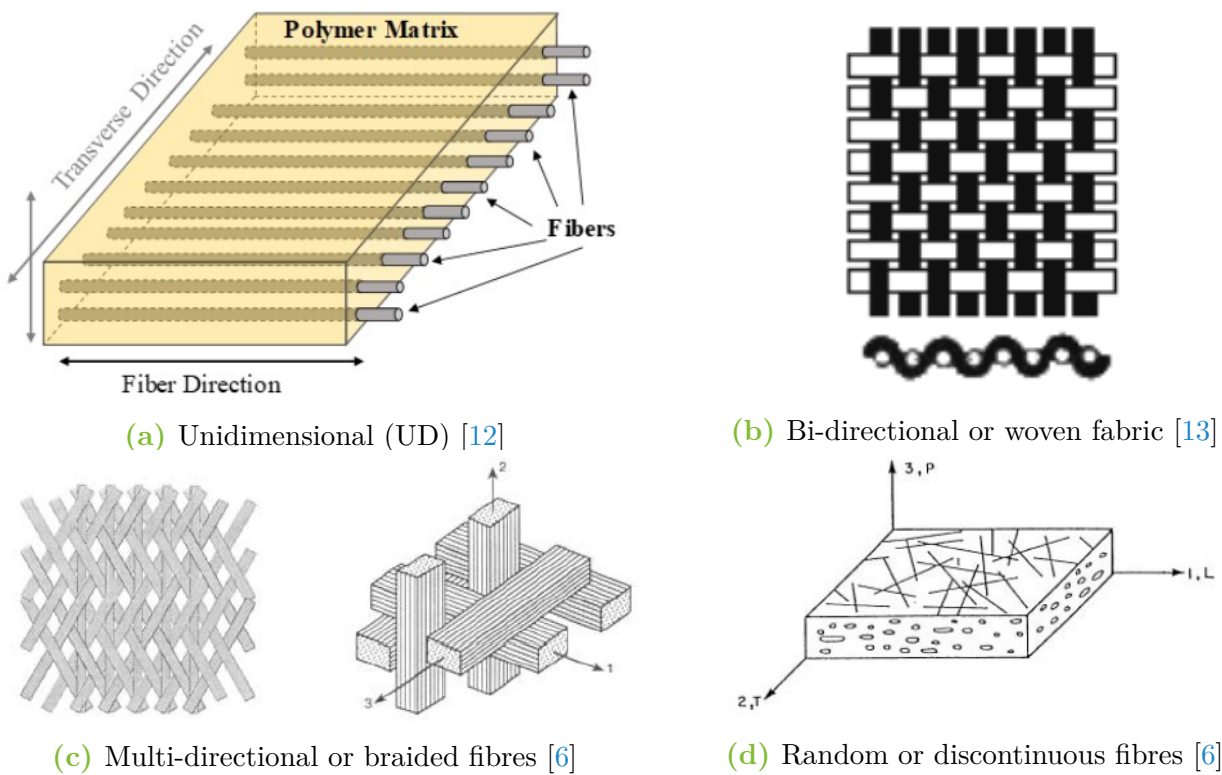 Polymer Matrix
Transverse Direction
Fibers
Fiber Direction
(a) Unidimensional (UD) [12]
(b) Bi-directional or woven fabric [13]
2
1
3
(c) Multi-directional or braided fibres [6]
3, P
1, L
2, T
(d) Random or discontinuous fibres [6]